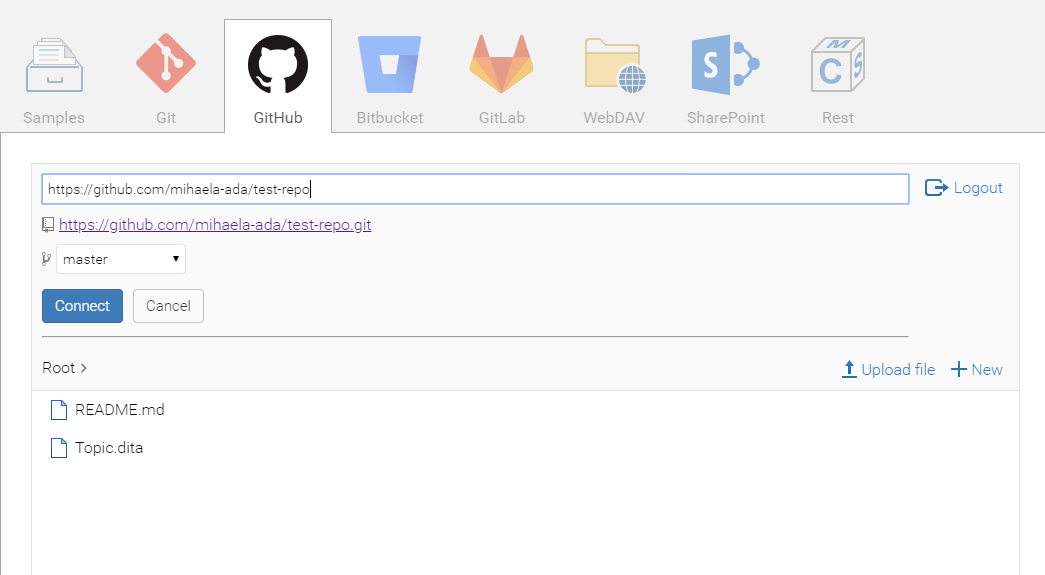 Samples Git GitHub Bitbucket GitLab WebDAV SharePoint Rest
https://github.com/mihaela-ada/test-repo Logout
https://github.com/mihaela-ada/test-repo.git
master
Connect Cancel
Root > Upload file New
README.md
Topic.dita